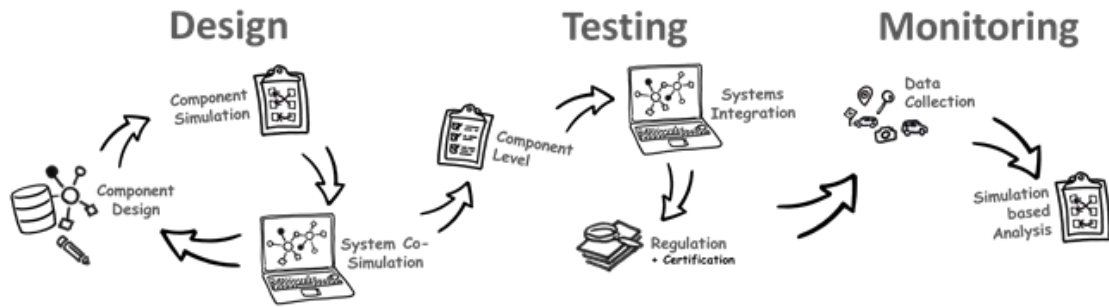 Design
Component
Simulation
Component
Design
System Co-
Simulation
Testing
Component
Level
Systems
Integration
Regulation
+ Certification
Monitoring
Data
Collection
Simulation
based
Analysis